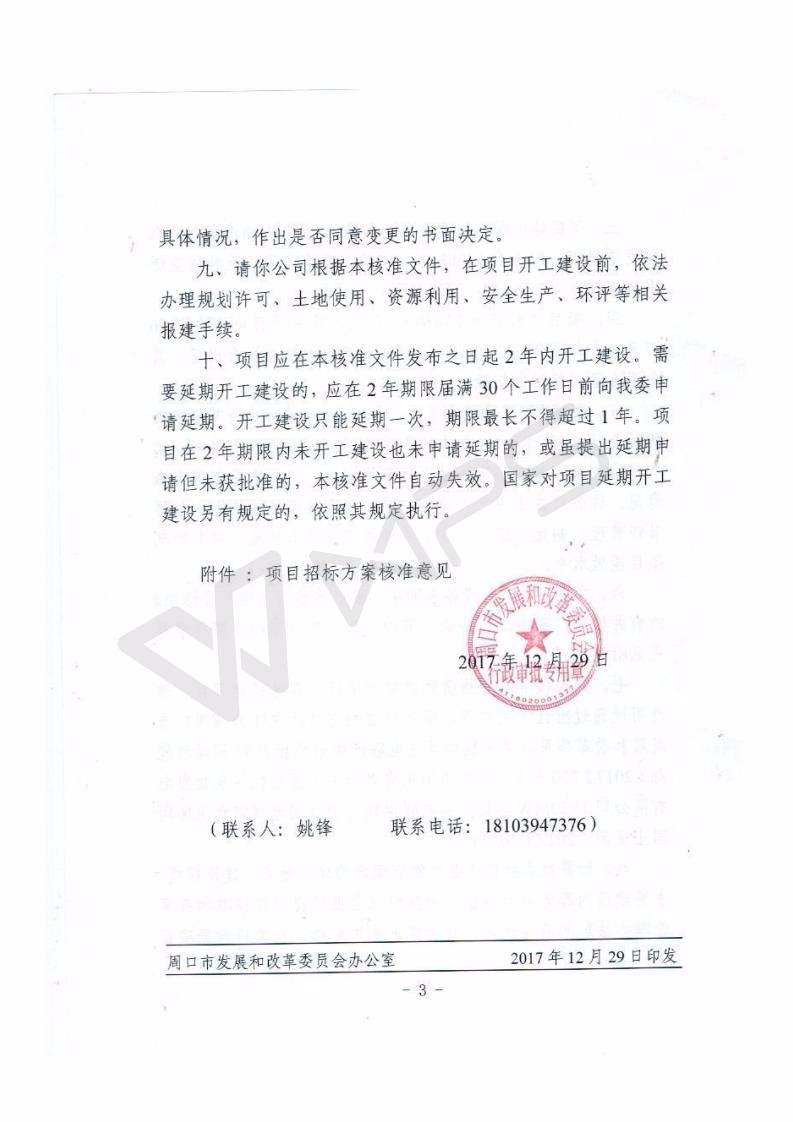 具体情况，作出是否同意变更的书面决定。
九、请你公司根据本核准文件，在项目开工建设前，依法
办理规划许可、土地使用、资源利用、安全生产、环评等相关
报建手续。
十、项目应在本核准文件发布之日起2年内开工建设。需
要延期开工建设的，应在2年期限届满30个工作日前向我委申
请延期。开工建设只能延期一次，期限最长不得超过1年。项
目在2年期限内未开工建设也未申请延期的，或虽提出延期申
请但未获批准的，本核准文件自动失效。国家对项目延期开工
建设另有规定的，依照其规定执行。
附件：项目招标方案核准意见
周口市发展和改革委员会
2017年12月29日
行政审批专用章
4116020001337
（联系人：姚锋 联系电话：18103947376）
周口市发展和改革委员会办公室 2017年12月29日印发
- 3 -
WPS